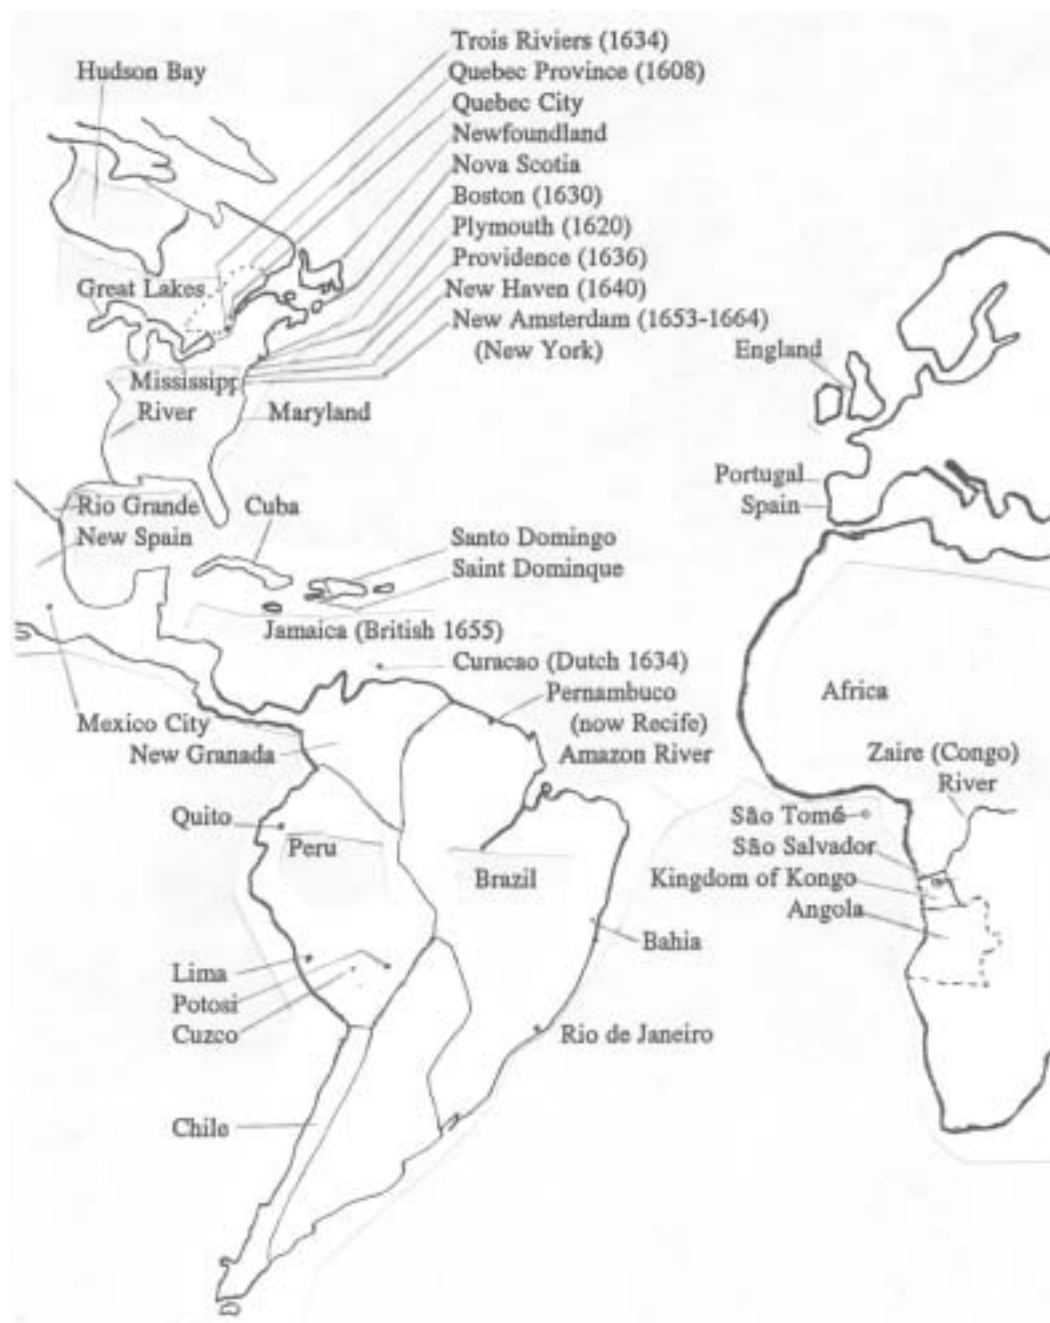 Trois Riviers (1634)
Hudson Bay
Quebec Province (1608)
Quebec City
Newfoundland
Nova Scotia
Boston (1630)
Plymouth (1620)
Providence (1636)
Great Lakes
New Haven (1640)
New Amsterdam (1653-1664)
(New York)
England
Mississipp
River
Maryland
Portugal
Spain
Rio Grande
Cuba
New Spain
Santo Domingo
Saint Dominque
Jamaica (British 1655)
Curacao (Dutch 1634)
Pernambuco
(now Recife)
Africa
Mexico City
New Granada
Amazon River
Zaire (Congo)
River
Quito
São Tomé
Peru
São Salvador
Brazil
Kingdom of Kongo
Angola
Bahia
Lima
Potosi
Cuzco
Rio de Janeiro
Chile